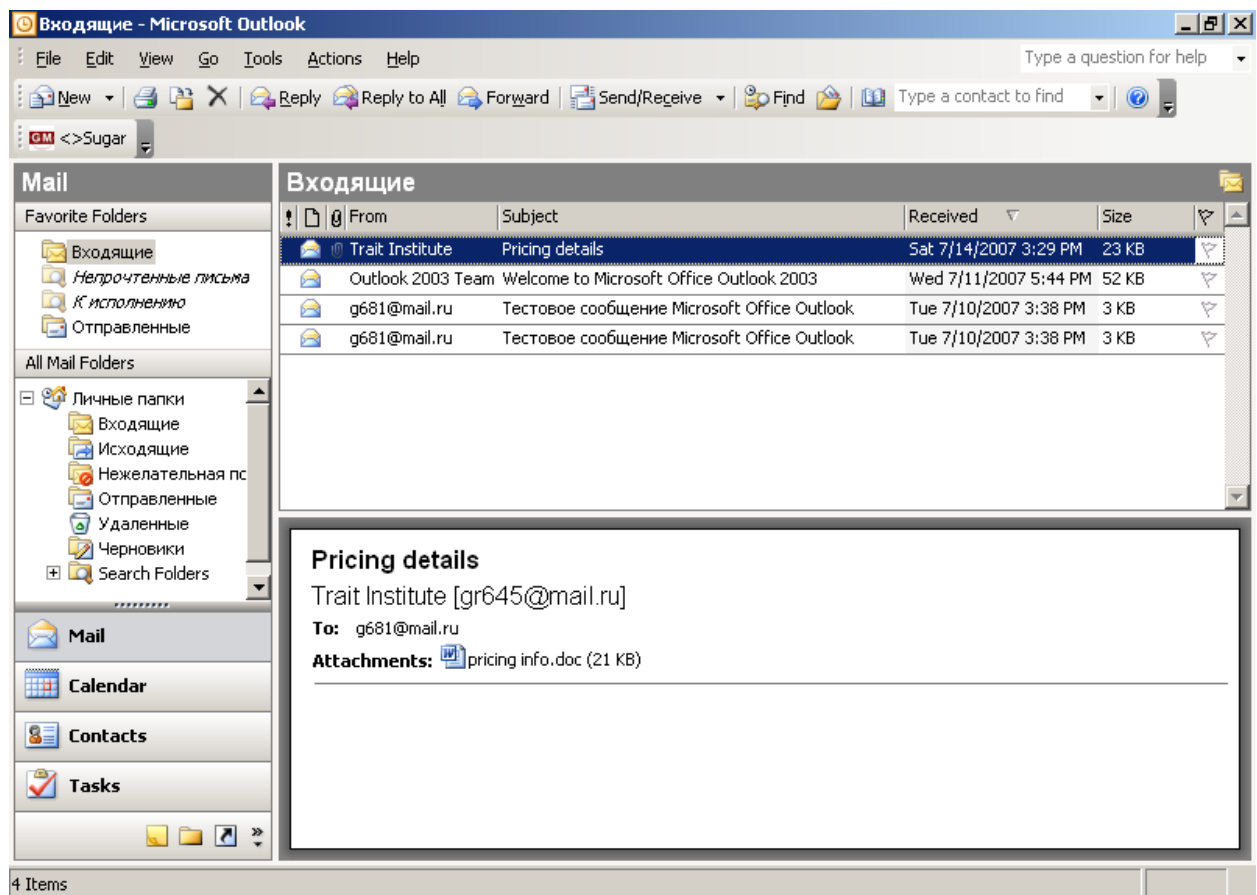 Входящие - Microsoft Outlook
File Edit View Go Tools Actions Help Type a question for help
New Reply Reply to All Forward Send/Receive Find Type a contact to find
GM <>Sugar
Mail
Favorite Folders
Входящие
Непрочтенные письма
К исполнению
Отправленные
All Mail Folders
Личные папки
Входящие
Исходящие
Нежелательная пс
Отправленные
Удаленные
Черновики
Search Folders
Mail
Calendar
Contacts
Tasks
Входящие
From Subject Received Size
Trait Institute Pricing details Sat 7/14/2007 3:29 PM 23 KB
Outlook 2003 Team Welcome to Microsoft Office Outlook 2003 Wed 7/11/2007 5:44 PM 52 KB
g681@mail.ru Тестовое сообщение Microsoft Office Outlook Tue 7/10/2007 3:38 PM 3 KB
g681@mail.ru Тестовое сообщение Microsoft Office Outlook Tue 7/10/2007 3:38 PM 3 KB
Pricing details
Trait Institute [gr645@mail.ru]
To: g681@mail.ru
Attachments: pricing info.doc (21 KB)
4 Items